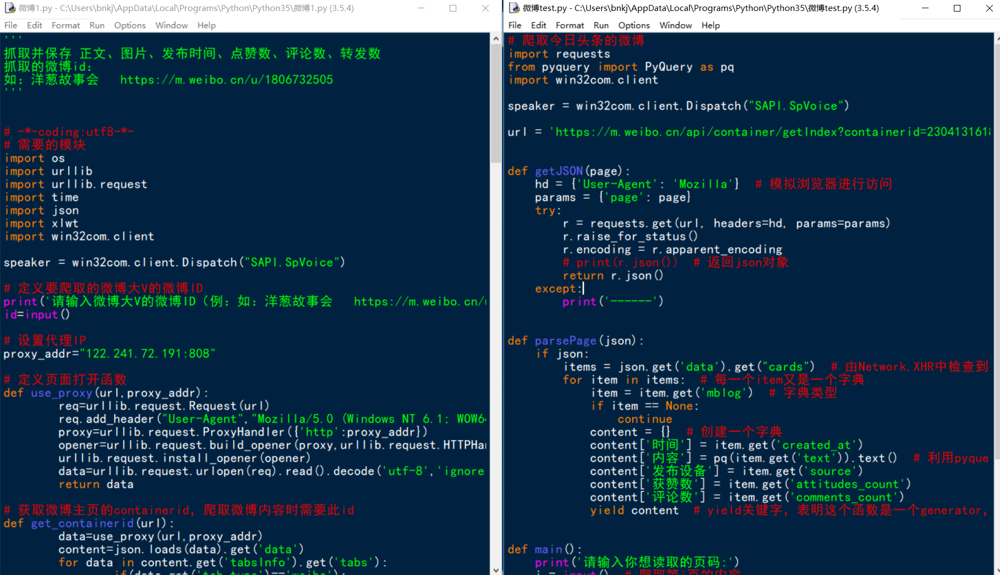 微博1.py - C:\Users\bnkj\AppData\Local\Programs\Python\Python35\微博1.py (3.5.4)
File Edit Format Run Options Window Help
'''
抓取并保存 正文、图片、发布时间、点赞数、评论数、转发数
抓取的微博id：
如：洋葱故事会   https://m.weibo.cn/u/1806732505
'''
# -*-coding:utf8-*-
# 需要的模块
import os
import urllib
import urllib.request
import time
import json
import xlwt
import win32com.client
speaker = win32com.client.Dispatch("SAPI.SpVoice")
# 定义要爬取的微博大V的微博ID
print('请输入微博大V的微博ID（例：如：洋葱故事会   https://m.weibo.cn/
id=input()
# 设置代理IP
proxy_addr="122.241.72.191:808"
# 定义页面打开函数
def use_proxy(url,proxy_addr):
        req=urllib.request.Request(url)
        req.add_header("User-Agent","Mozilla/5.0 (Windows NT 6.1; WOW6
        proxy=urllib.request.ProxyHandler({'http':proxy_addr})
        opener=urllib.request.build_opener(proxy,urllib.request.HTTPHan
        urllib.request.install_opener(opener)
        data=urllib.request.urlopen(req).read().decode('utf-8','ignore
        return data
# 获取微博主页的containerid，爬取微博内容时需要此id
def get_containerid(url):
        data=use_proxy(url,proxy_addr)
        content=json.loads(data).get('data')
        for data in content.get('tabsInfo').get('tabs'):
                if(data.get('tab_type')=='weibo'):
微博test.py - C:\Users\bnkj\AppData\Local\Programs\Python\Python35\微博test.py (3.5.4)
File Edit Format Run Options Window Help
# 爬取今日头条的微博
import requests
from pyquery import PyQuery as pq
import win32com.client
speaker = win32com.client.Dispatch("SAPI.SpVoice")
url = 'https://m.weibo.cn/api/container/getIndex?containerid=230413161
def getJSON(page):
    hd = {'User-Agent': 'Mozilla'}  # 模拟浏览器进行访问
    params = {'page': page}
    try:
        r = requests.get(url, headers=hd, params=params)
        r.raise_for_status()
        r.encoding = r.apparent_encoding
        # print(r.json())  # 返回json对象
        return r.json()
    except:
        print('------')
def parsePage(json):
    if json:
        items = json.get('data').get("cards")  # 由Network,XHR中检查到
        for item in items:  # 每一个item又是一个字典
            item = item.get('mblog')  # 字典类型
            if item == None:
                continue
            content = {}  # 创建一个字典
            content['时间'] = item.get('created_at')
            content['内容'] = pq(item.get('text')).text()  # 利用pyque
            content['发布设备'] = item.get('source')
            content['获赞数'] = item.get('attitudes_count')
            content['评论数'] = item.get('comments_count')
            yield content  # yield关键字，表明这个函数是一个generator，
def main():
    print('请输入你想读取的页码:')
    i = input()  # 爬取第i页的内容